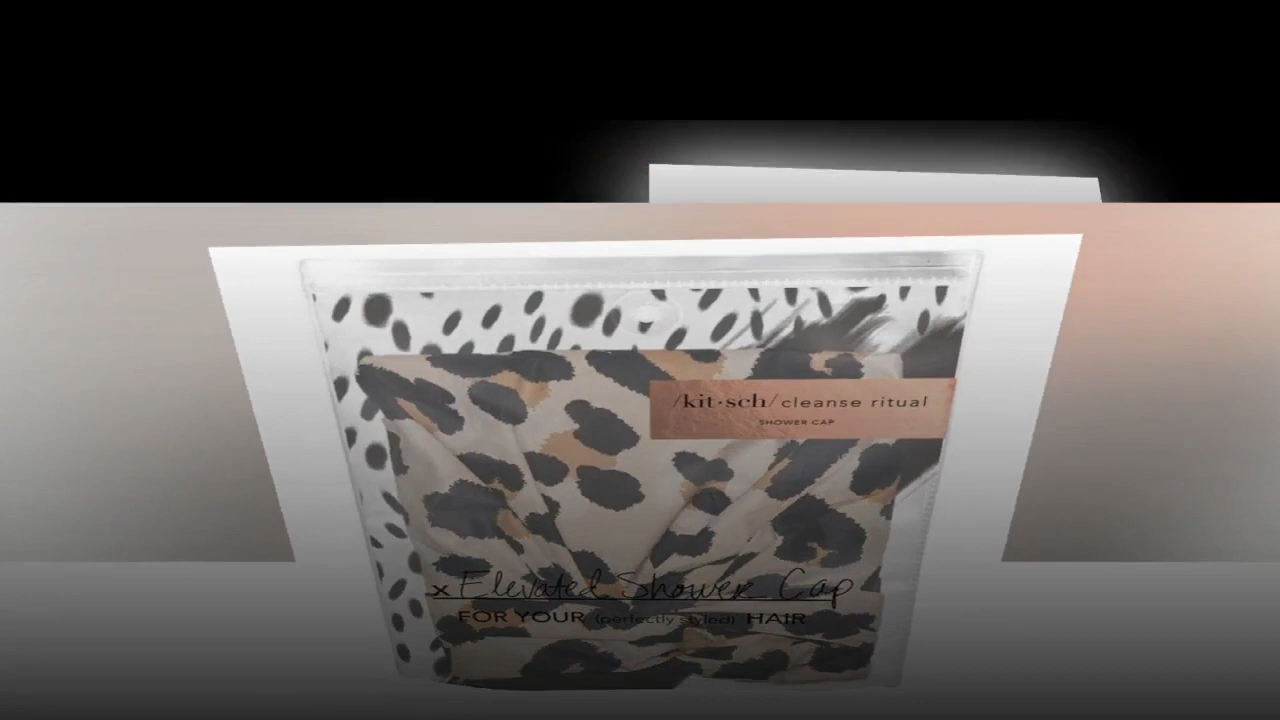 /kit·sch/ cleanse ritual
SHOWER CAP
x Elevated Shower Cap
FOR YOUR (perfectly styled) HAIR